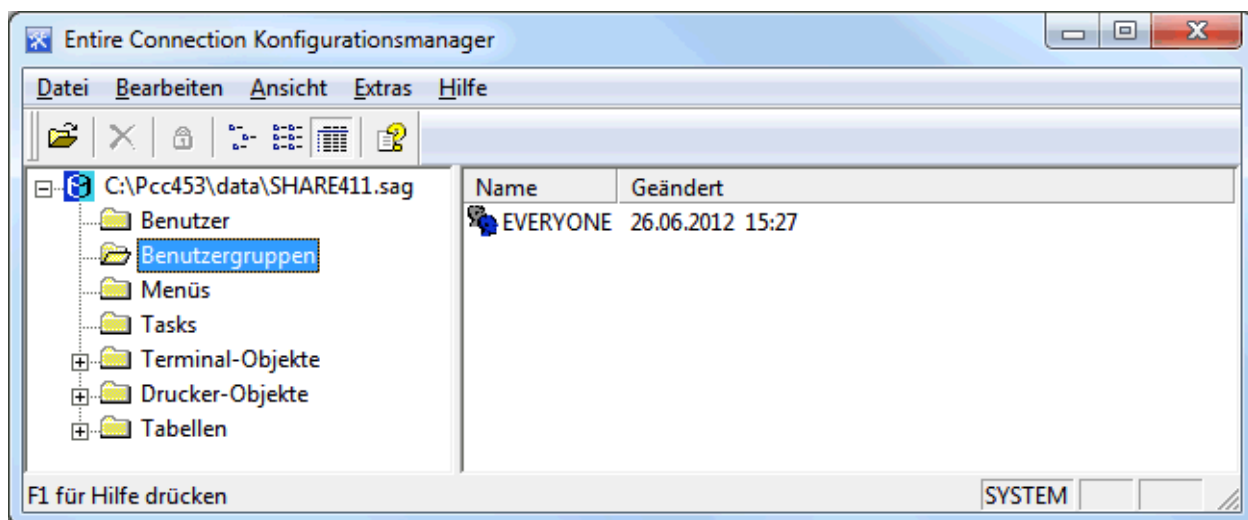 Entire Connection Konfigurationsmanager
Datei Bearbeiten Ansicht Extras Hilfe
C:\Pcc453\data\SHARE411.sag
Benutzer
Benutzergruppen
Menüs
Tasks
Terminal-Objekte
Drucker-Objekte
Tabellen
Name Geändert
EVERYONE 26.06.2012 15:27
F1 für Hilfe drücken SYSTEM